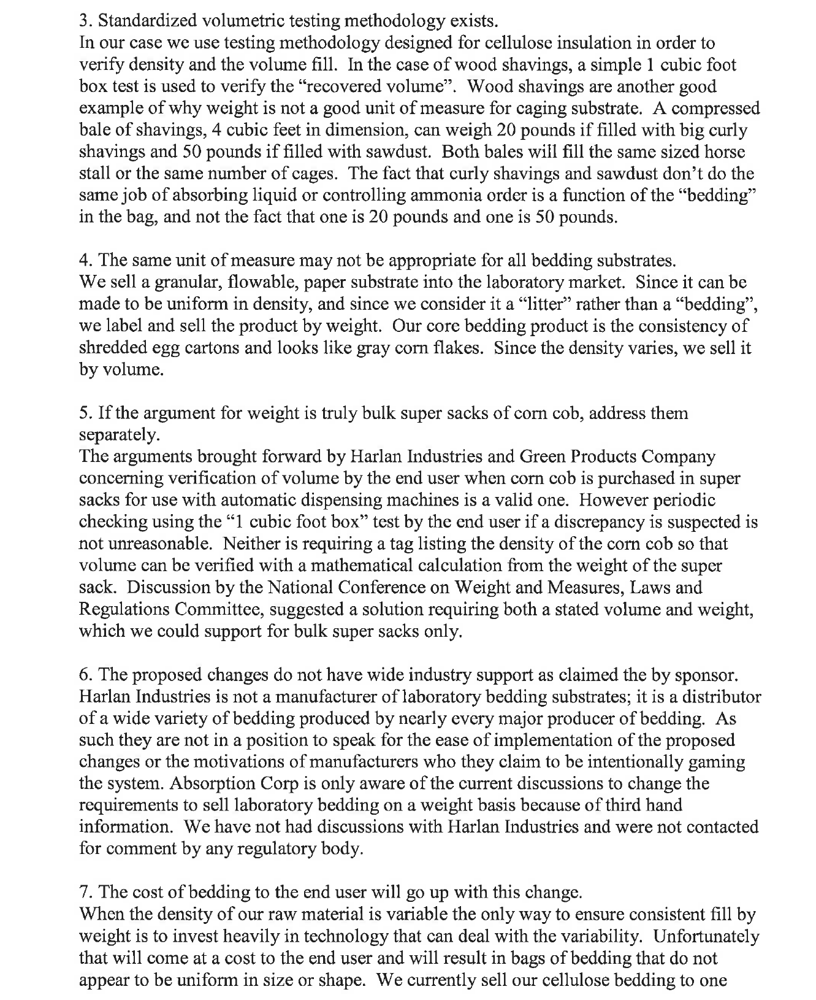 3. Standardized volumetric testing methodology exists.
In our case we use testing methodology designed for cellulose insulation in order to
verify density and the volume fill.  In the case of wood shavings, a simple 1 cubic foot
box test is used to verify the “recovered volume”.  Wood shavings are another good
example of why weight is not a good unit of measure for caging substrate.  A compressed
bale of shavings, 4 cubic feet in dimension, can weigh 20 pounds if filled with big curly
shavings and 50 pounds if filled with sawdust.  Both bales will fill the same sized horse
stall or the same number of cages.  The fact that curly shavings and sawdust don’t do the
same job of absorbing liquid or controlling ammonia order is a function of the “bedding”
in the bag, and not the fact that one is 20 pounds and one is 50 pounds.
4. The same unit of measure may not be appropriate for all bedding substrates.
We sell a granular, flowable, paper substrate into the laboratory market.  Since it can be
made to be uniform in density, and since we consider it a “litter” rather than a “bedding”,
we label and sell the product by weight.  Our core bedding product is the consistency of
shredded egg cartons and looks like gray corn flakes.  Since the density varies, we sell it
by volume.
5. If the argument for weight is truly bulk super sacks of corn cob, address them
separately.
The arguments brought forward by Harlan Industries and Green Products Company
concerning verification of volume by the end user when corn cob is purchased in super
sacks for use with automatic dispensing machines is a valid one.  However periodic
checking using the “1 cubic foot box” test by the end user if a discrepancy is suspected is
not unreasonable.  Neither is requiring a tag listing the density of the corn cob so that
volume can be verified with a mathematical calculation from the weight of the super
sack.  Discussion by the National Conference on Weight and Measures, Laws and
Regulations Committee, suggested a solution requiring both a stated volume and weight,
which we could support for bulk super sacks only.
6. The proposed changes do not have wide industry support as claimed the by sponsor.
Harlan Industries is not a manufacturer of laboratory bedding substrates; it is a distributor
of a wide variety of bedding produced by nearly every major producer of bedding.  As
such they are not in a position to speak for the ease of implementation of the proposed
changes or the motivations of manufacturers who they claim to be intentionally gaming
the system. Absorption Corp is only aware of the current discussions to change the
requirements to sell laboratory bedding on a weight basis because of third hand
information.  We have not had discussions with Harlan Industries and were not contacted
for comment by any regulatory body.
7. The cost of bedding to the end user will go up with this change.
When the density of our raw material is variable the only way to ensure consistent fill by
weight is to invest heavily in technology that can deal with the variability.  Unfortunately
that will come at a cost to the end user and will result in bags of bedding that do not
appear to be uniform in size or shape.  We currently sell our cellulose bedding to one